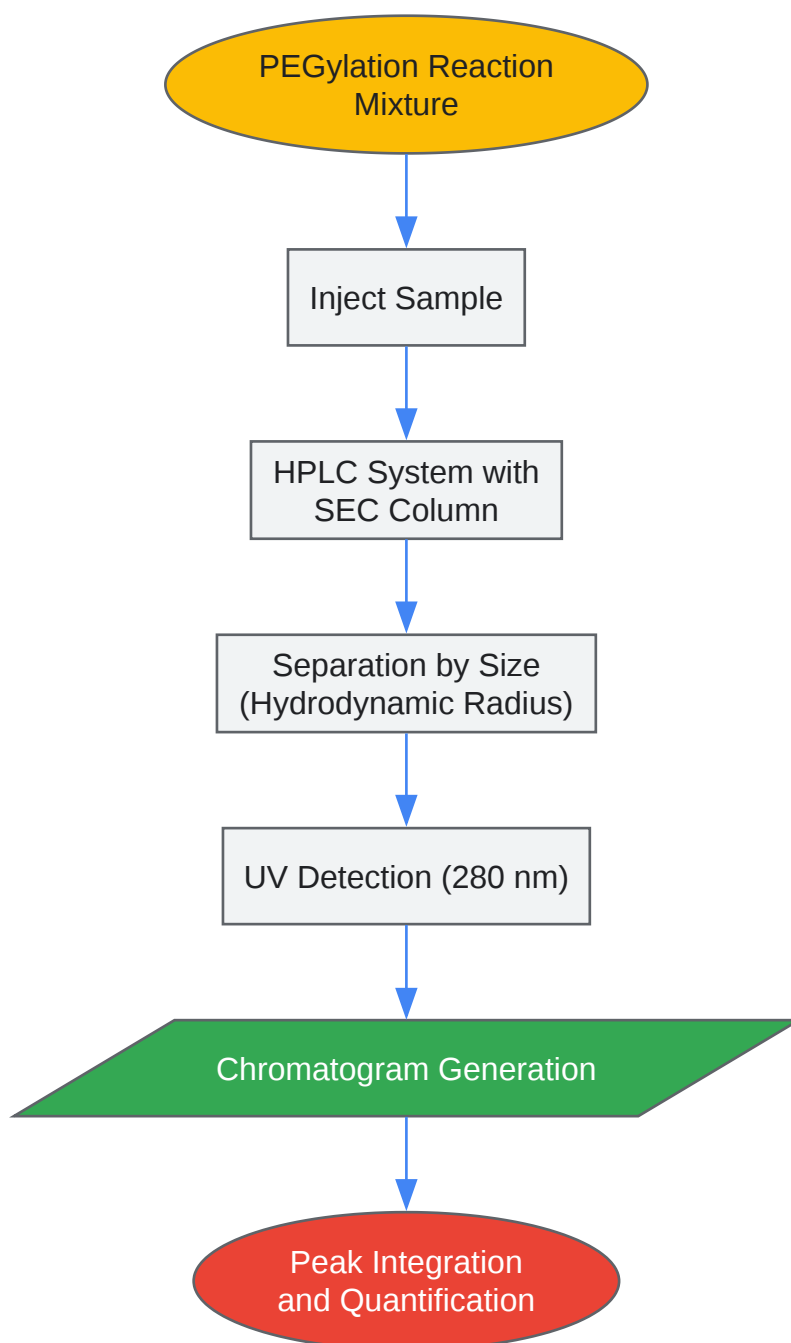 PEGylation Reaction
Mixture
Inject Sample
HPLC System with
SEC Column
Separation by Size
(Hydrodynamic Radius)
UV Detection (280 nm)
Chromatogram Generation
Peak Integration
and Quantification